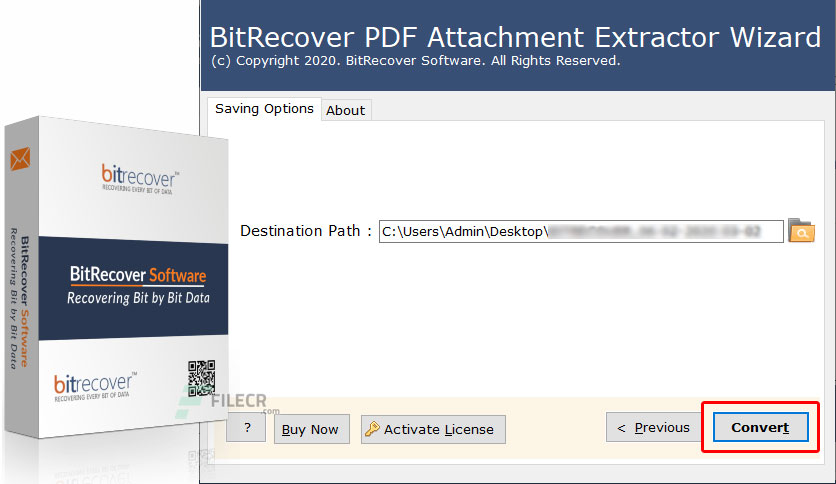 BitRecover PDF Attachment Extractor Wizard
(c) Copyright 2020. BitRecover Software. All Rights Reserved.
Saving Options About
Destination Path : C:\Users\Admin\Desktop\
? Buy Now Activate License < Previous Convert
bitrecover™
RECOVERING EVERY BIT OF DATA
BitRecover Software
Recovering Bit by Bit Data
bitrecover™
RECOVERING EVERY BIT OF DATA
BitRecover Software
Recovering Bit by Bit Data
FILECR
.com